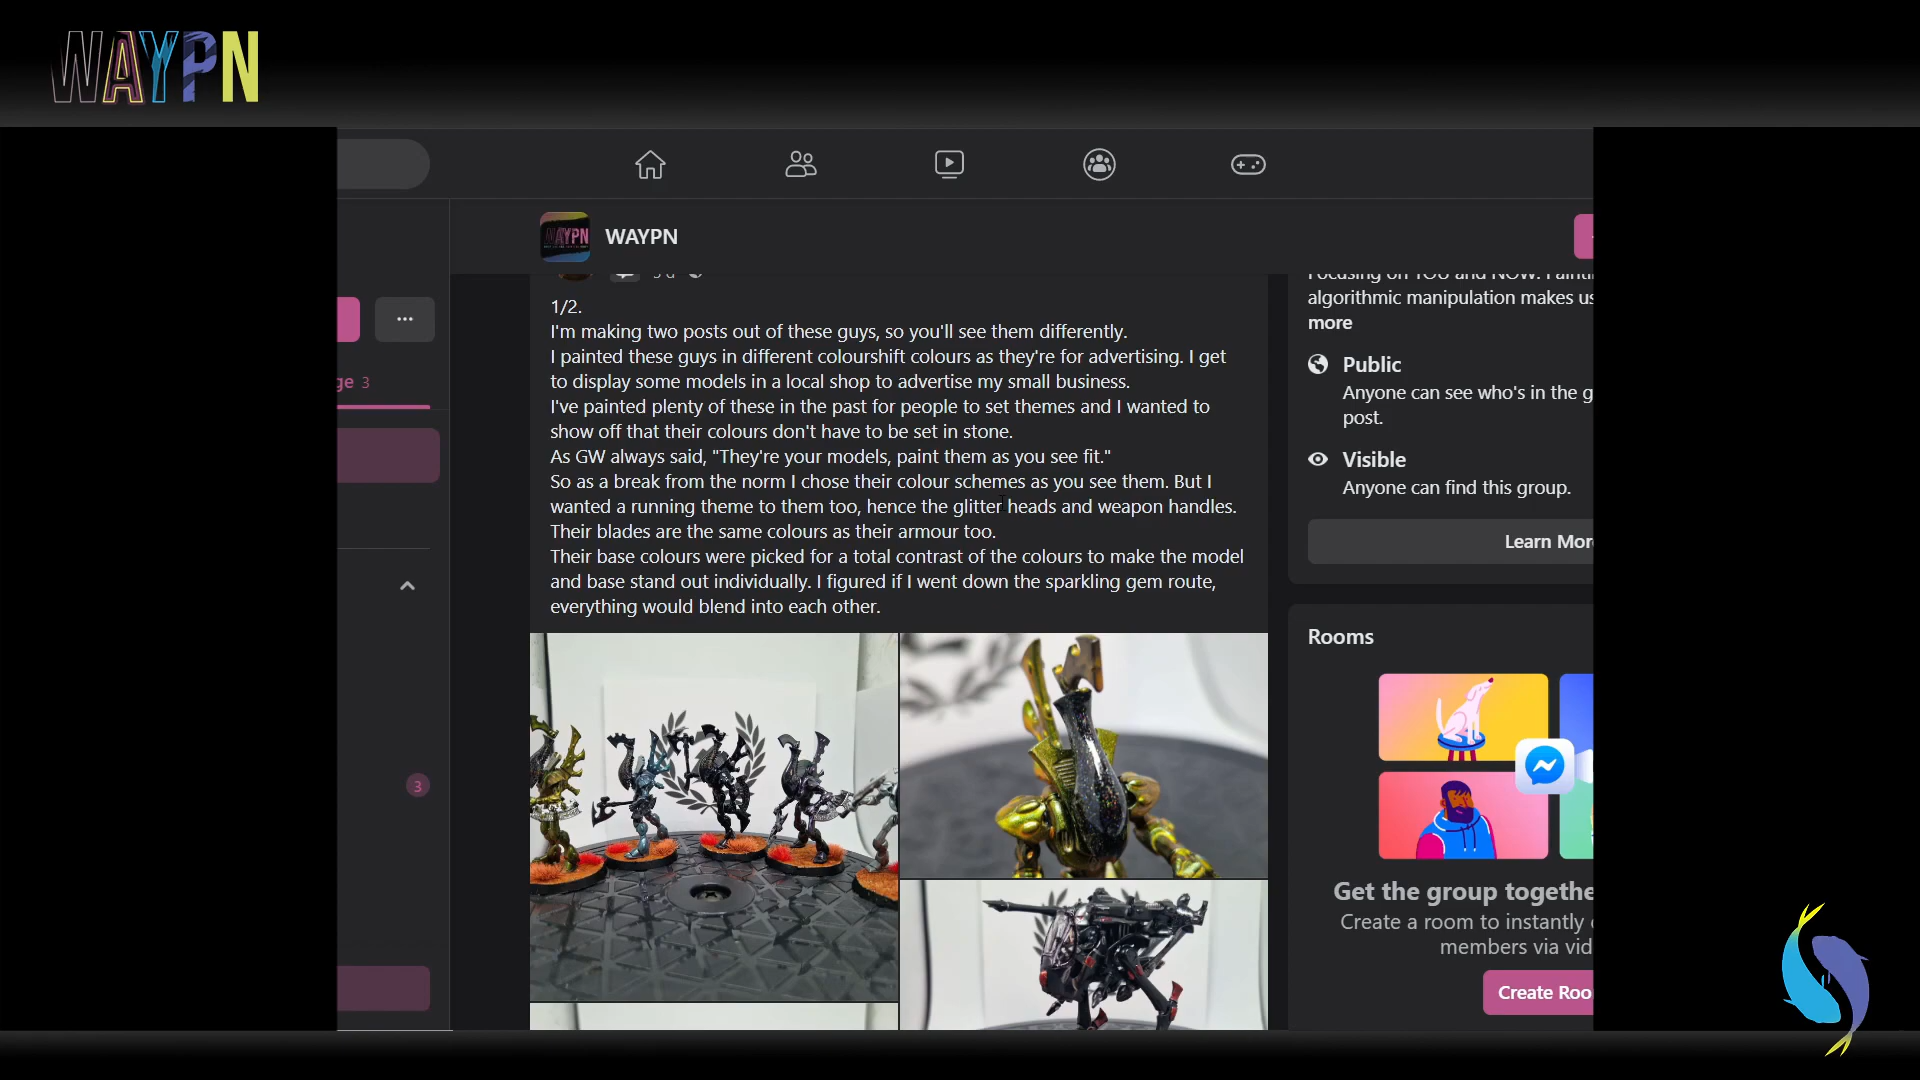 WAYPN
WAYPN
WAYPN
1/2.
I'm making two posts out of these guys, so you'll see them differently.
I painted these guys in different colourshift colours as they're for advertising. I get
to display some models in a local shop to advertise my small business.
I've painted plenty of these in the past for people to set themes and I wanted to
show off that their colours don't have to be set in stone.
As GW always said, "They're your models, paint them as you see fit."
So as a break from the norm I chose their colour schemes as you see them. But I
wanted a running theme to them too, hence the glitter heads and weapon handles.
Their blades are the same colours as their armour too.
Their base colours were picked for a total contrast of the colours to make the model
and base stand out individually. I figured if I went down the sparkling gem route,
everything would blend into each other.
ge 3
3
algorithmic manipulation makes us
more
Public
Anyone can see who's in the g
post.
Visible
Anyone can find this group.
Learn Mor
Rooms
Get the group togethe
Create a room to instantly
members via vid
Create Roo